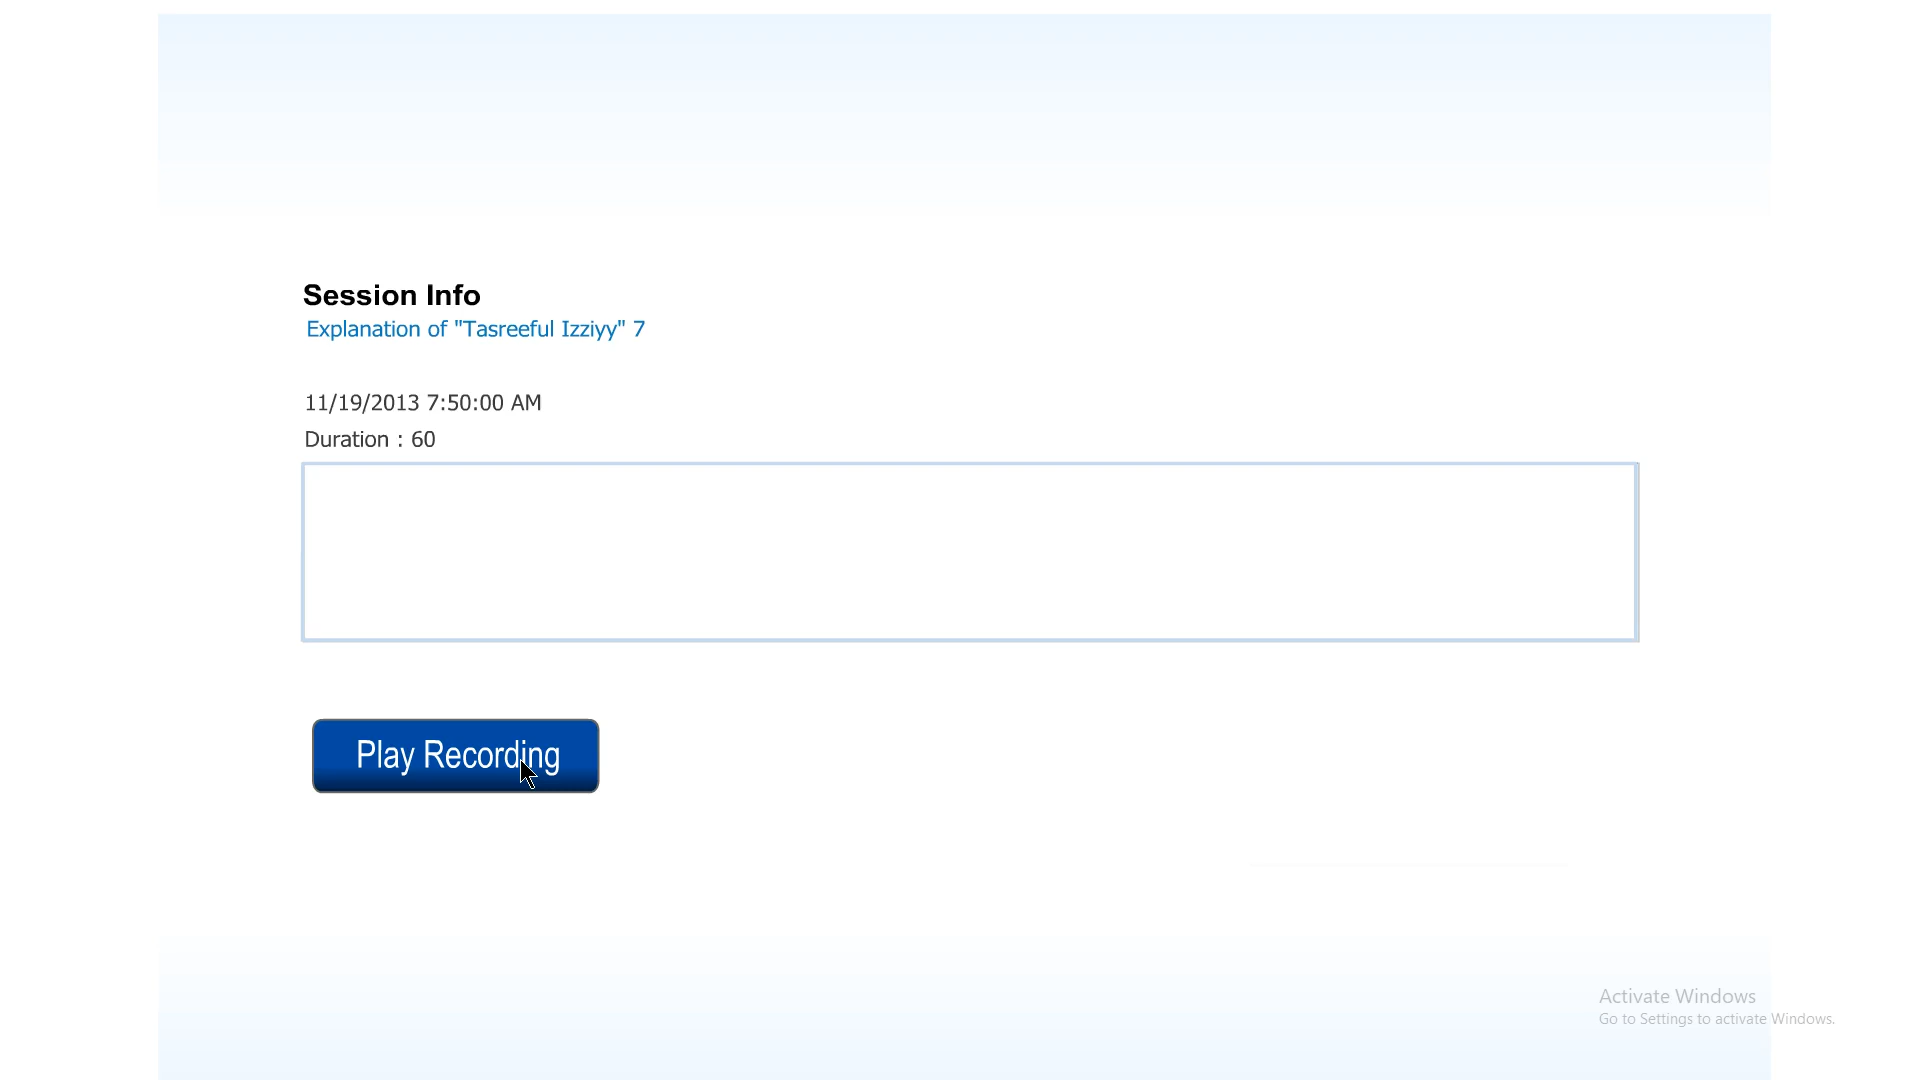 Session Info
Explanation of "Tasreeful Izziyy" 7
11/19/2013 7:50:00 AM
Duration : 60
Play Recording
Activate Windows
Go to Settings to activate Windows.